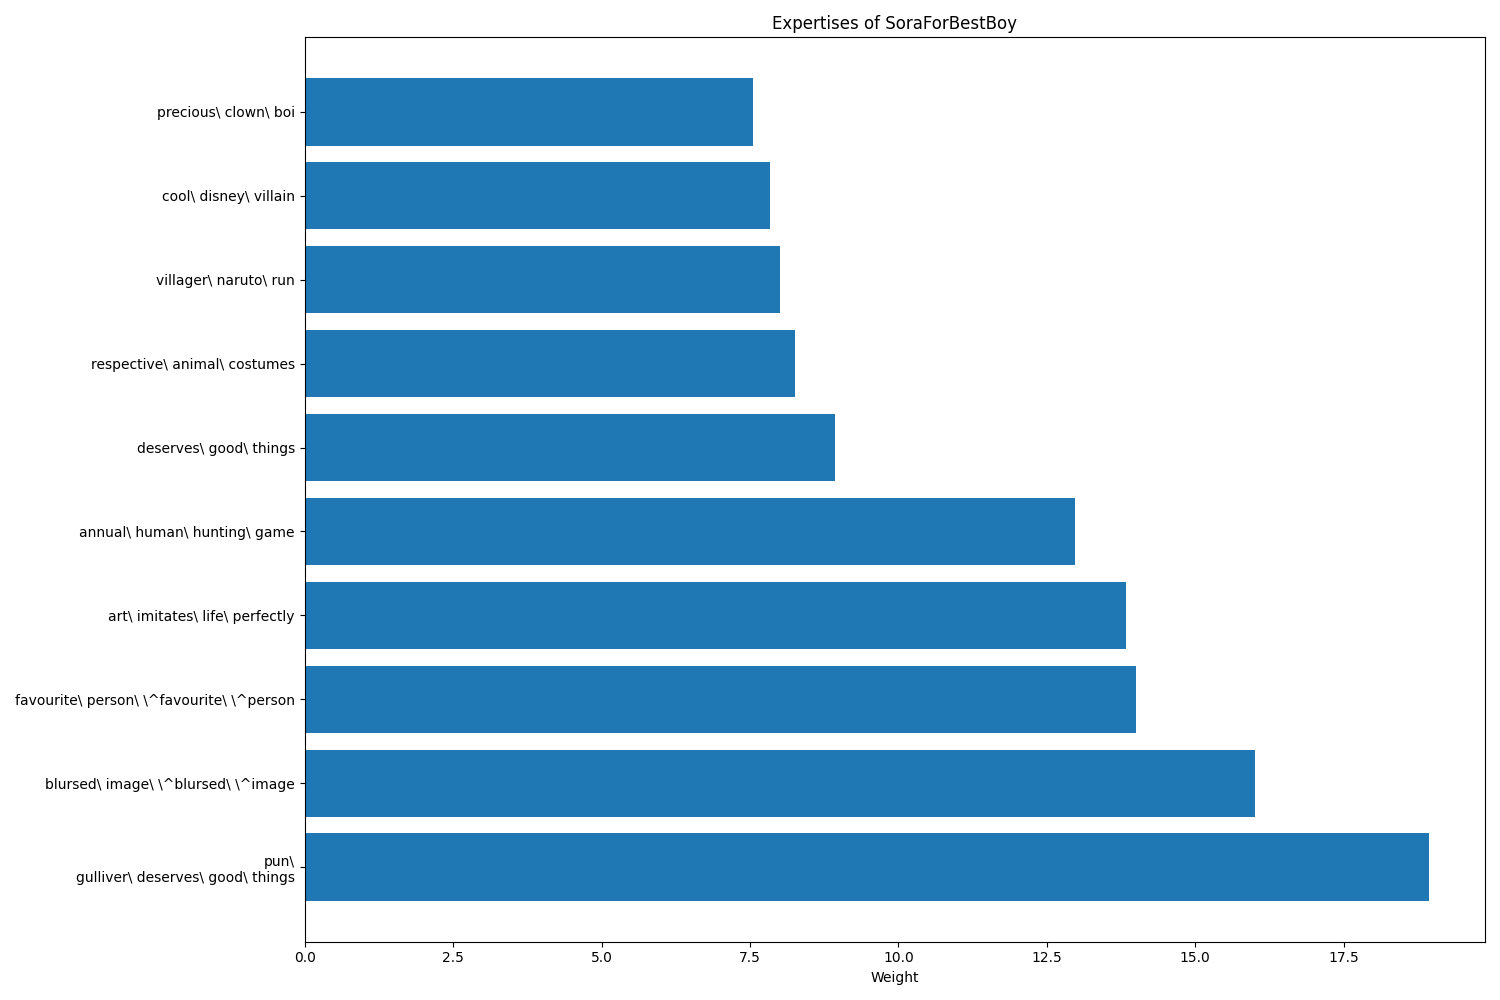 Expertises of SoraForBestBoy
precious\ clown\ boi
cool\ disney\ villain
villager\ naruto\ run
respective\ animal\ costumes
deserves\ good\ things
annual\ human\ hunting\ game
art\ imitates\ life\ perfectly
favourite\ person\ \^favourite\ \^person
blursed\ image\ \^blursed\ \^image
pun\
gulliver\ deserves\ good\ things
0.0 2.5 5.0 7.5 10.0 12.5 15.0 17.5
Weight